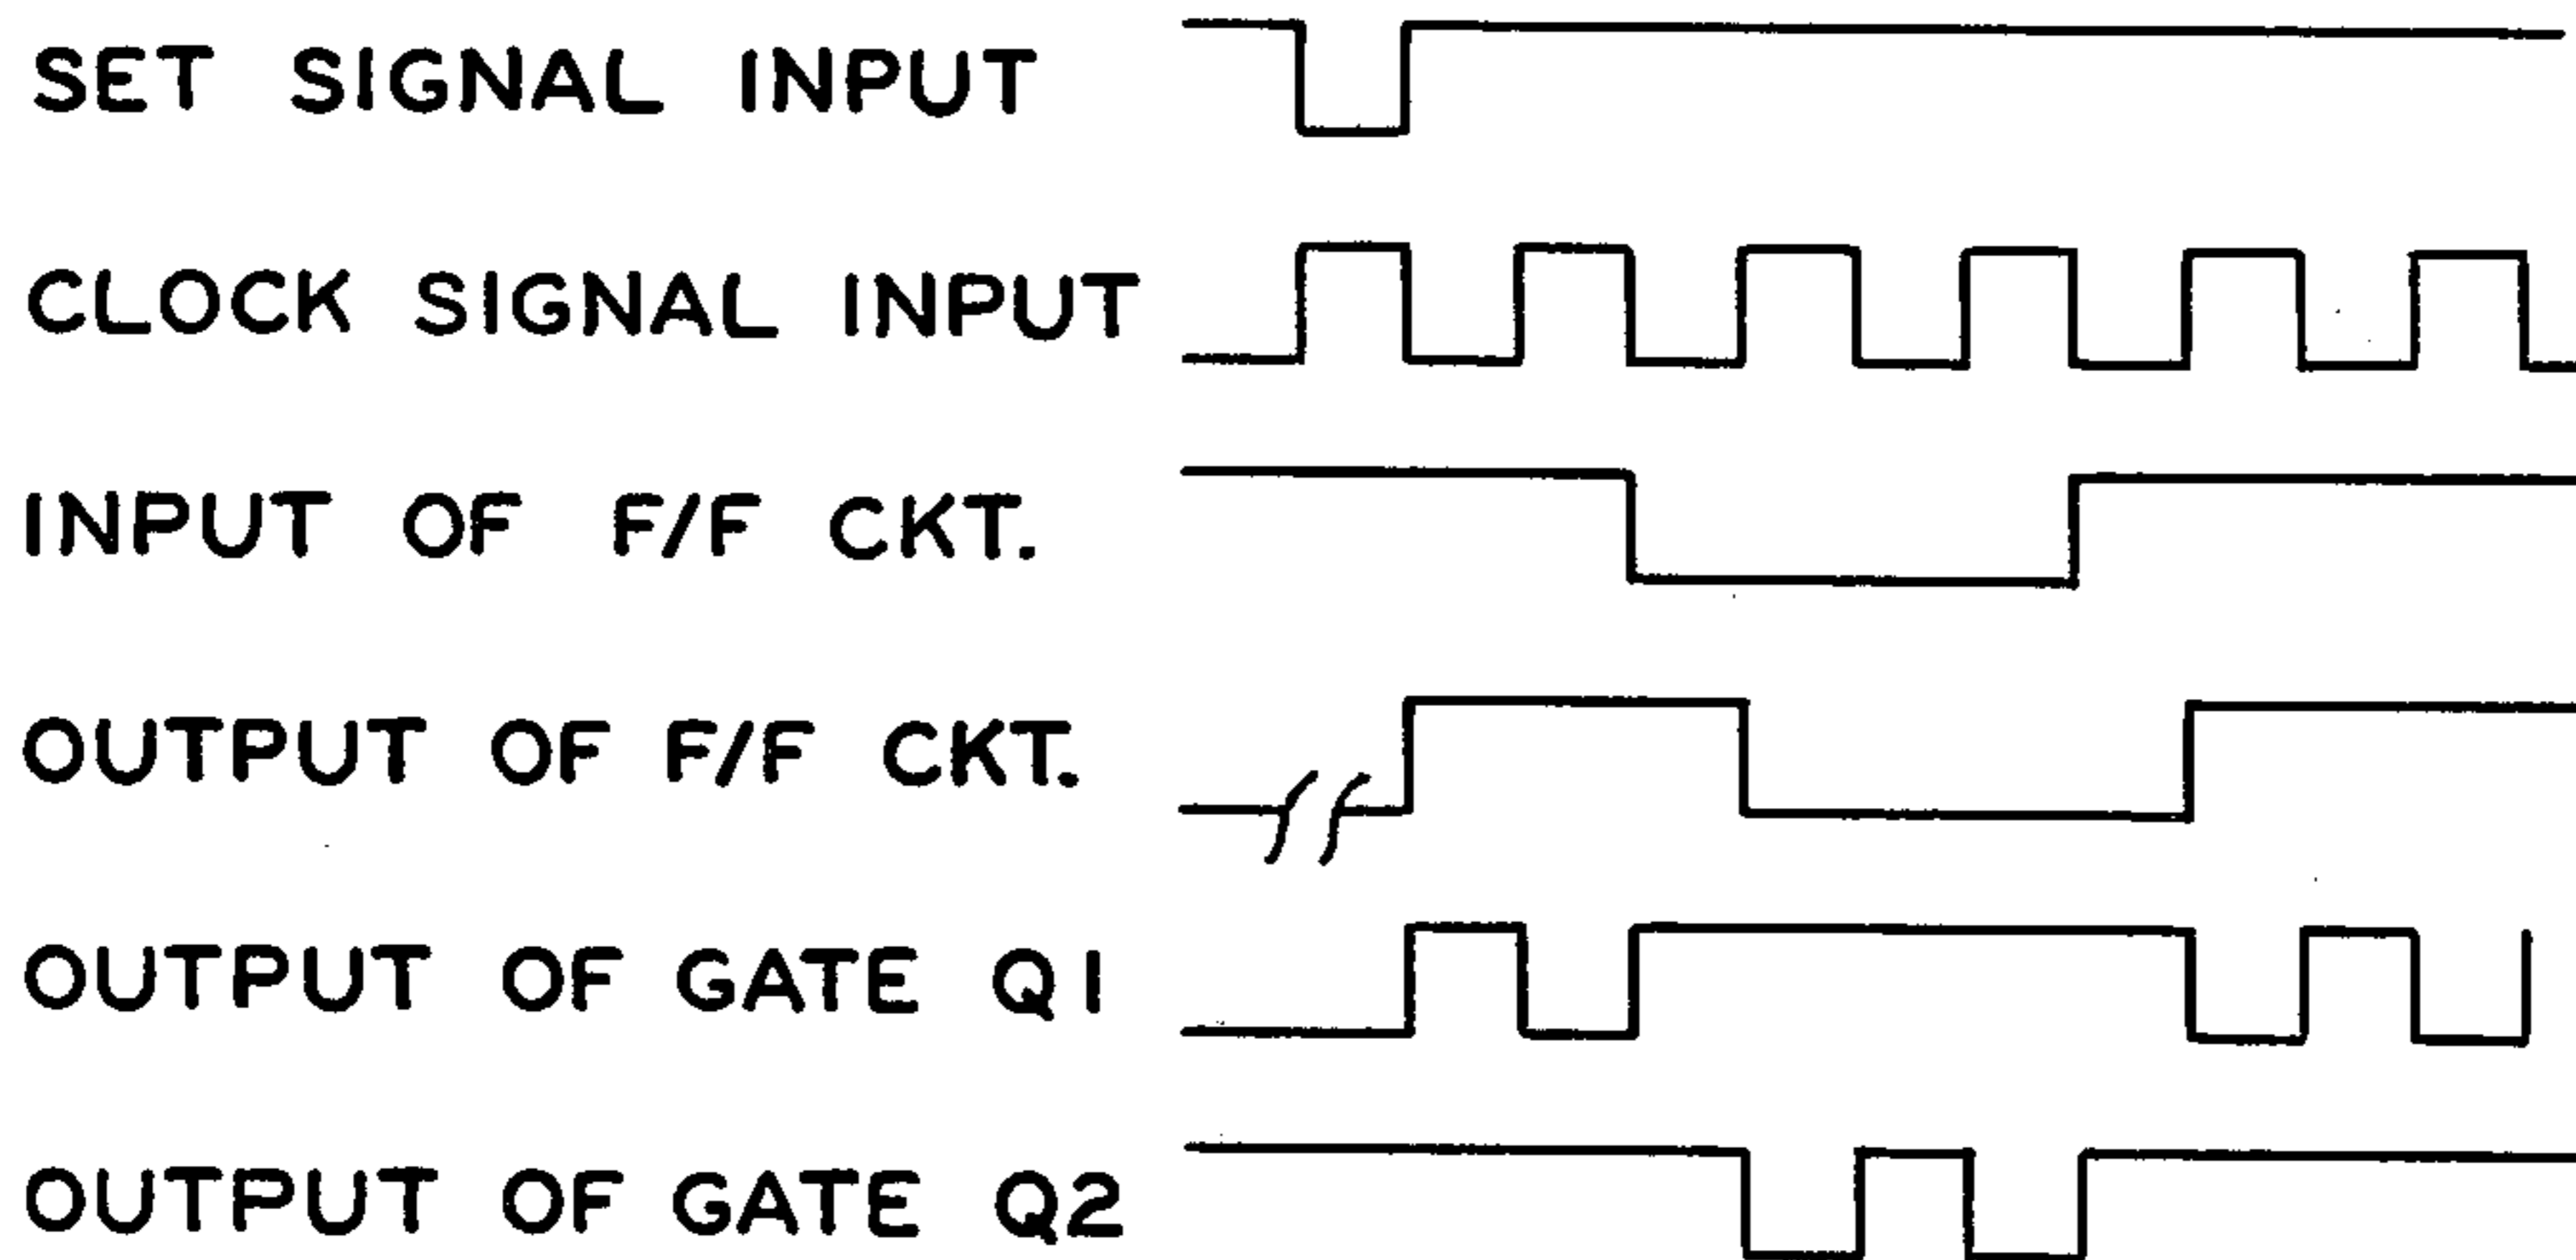 SET SIGNAL INPUT
CLOCK SIGNAL INPUT
INPUT OF F/F CKT.
OUTPUT OF F/F CKT.
OUTPUT OF GATE Q1
OUTPUT OF GATE Q2